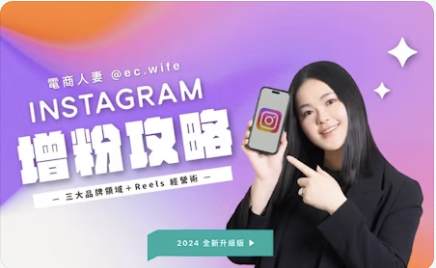 電商人妻 @ec.wife
INSTAGRAM
增粉攻略
— 三大品牌領域＋Reels 經營術 —
2024 全新升級版 ▶